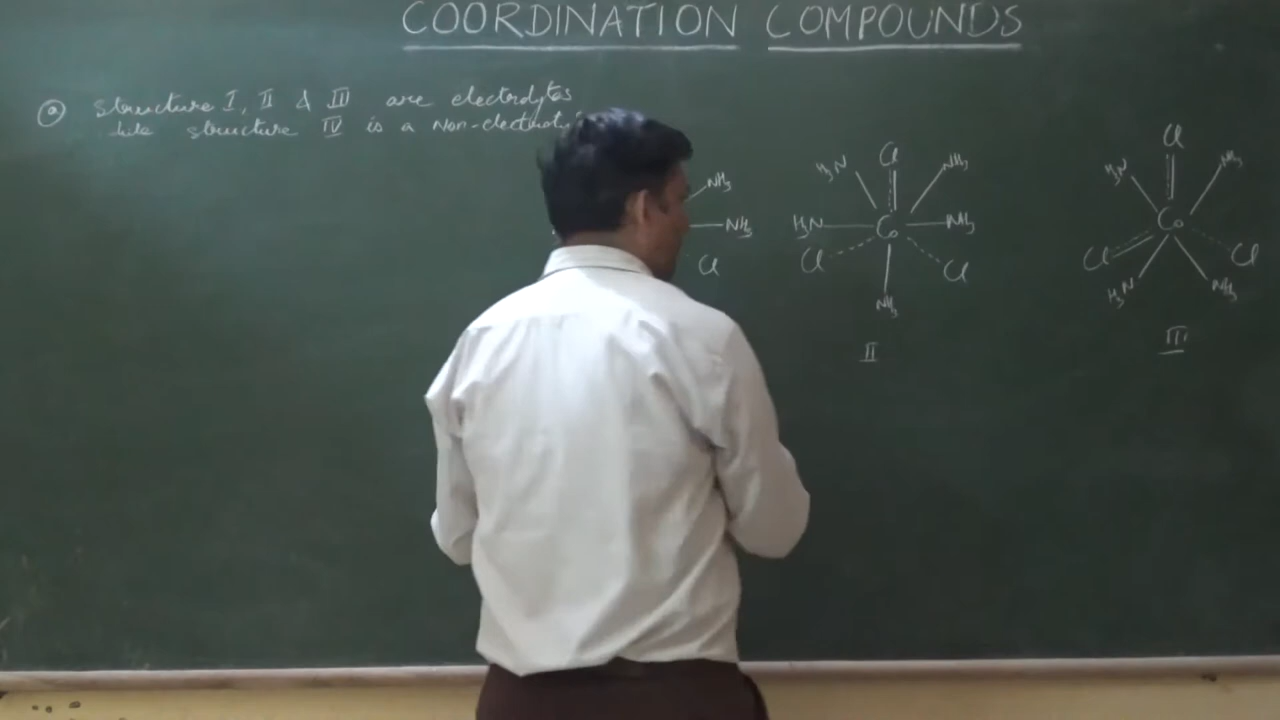 COORDINATION COMPOUNDS
(a) Structure I, II & III are electrolytes
structure IV is a Non-
NH3
NH3
Cl
H3N Cl NH3
H3N Co NH3
Cl Cl
NH3
II
Cl
H3N NH3
Co
Cl Cl
H3N NH3
III